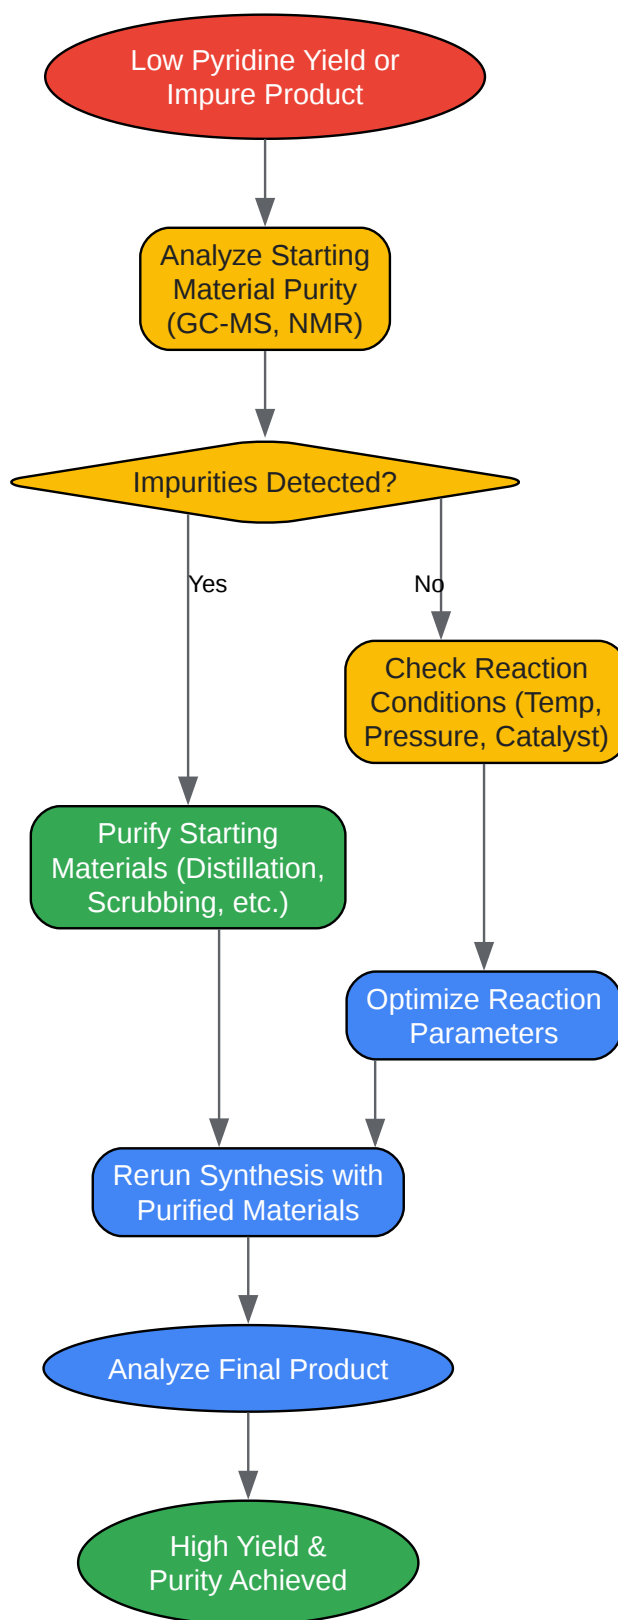 Low Pyridine Yield or
Impure Product
Analyze Starting
Material Purity
(GC-MS, NMR)
Impurities Detected?
Yes
No
Check Reaction
Conditions (Temp,
Pressure, Catalyst)
Purify Starting
Materials (Distillation,
Scrubbing, etc.)
Optimize Reaction
Parameters
Rerun Synthesis with
Purified Materials
Analyze Final Product
High Yield &
Purity Achieved